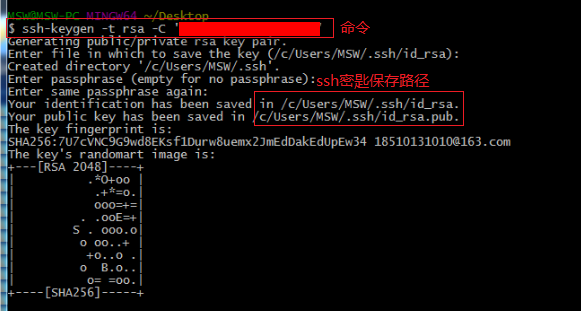 MSW@MSW-PC MINGW64 ~/Desktop
$ ssh-keygen -t rsa -C " " 命令
Generating public/private rsa key pair.
Enter file in which to save the key (/c/Users/MSW/.ssh/id_rsa):
Created directory '/c/Users/MSW/.ssh'.
Enter passphrase (empty for no passphrase):ssh密匙保存路径
Enter same passphrase again:
Your identification has been saved in /c/Users/MSW/.ssh/id_rsa.
Your public key has been saved in /c/Users/MSW/.ssh/id_rsa.pub.
The key fingerprint is:
SHA256:7U7cVNC9G9wd8EKsf1Durw8uemx2JmEdDakEdUpEw34 18510131010@163.com
The key's randomart image is:
+---[RSA 2048]----+
| .*O+oo |
| .+*=o.|
| ooo=+=|
| . .ooE=+|
| S . ooo.o|
| o oo..+ |
| +o..o .|
| o B.o..|
| o= =oo.|
+----[SHA256]-----+